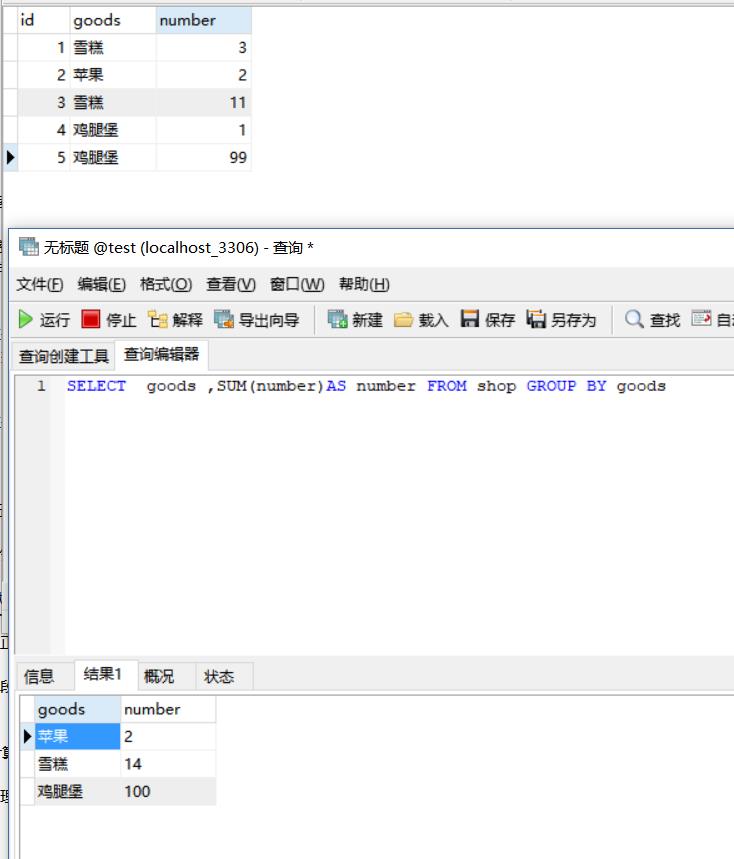 id goods number
1 雪糕 3
2 苹果 2
3 雪糕 11
4 鸡腿堡 1
5 鸡腿堡 99
无标题 @test (localhost_3306) - 查询 *
文件(F) 编辑(E) 格式(O) 查看(V) 窗口(W) 帮助(H)
运行 停止 解释 导出向导 新建 载入 保存 另存为 查找
查询创建工具 查询编辑器
1 SELECT goods ,SUM(number)AS number FROM shop GROUP BY goods
信息 结果1 概况 状态
goods number
苹果 2
雪糕 14
鸡腿堡 100